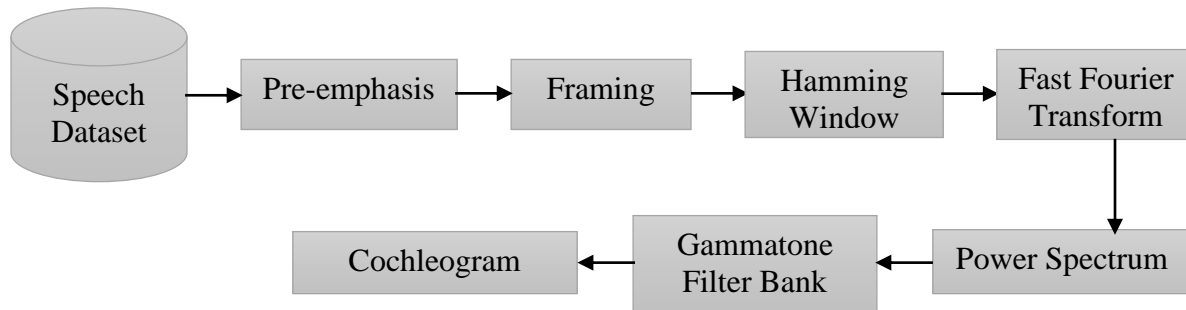 Speech
Dataset
Pre-emphasis
Framing
Hamming
Window
Fast Fourier
Transform
Power Spectrum
Gammatone
Filter Bank
Cochleogram